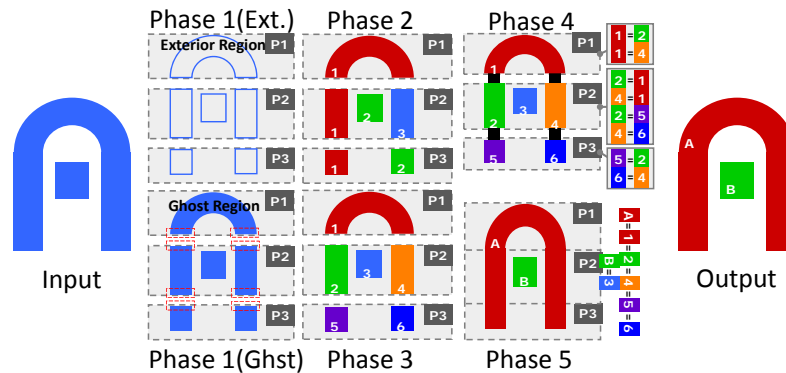 Phase 1(Ext.)
Phase 2
Phase 4
Exterior Region
P1
P2
P3
P1
1
P2
1
2
3
P3
1
2
P1
1
P2
2
3
4
P3
5
6
1=2
1=4
2=1
4=1
2=5
4=6
5=2
6=4
Input
Ghost Region
P1
P2
P3
Phase 1(Ghst)
P1
1
P2
2
3
4
P3
5
6
Phase 3
P1
A
P2
B
P3
Phase 5
A=1=2=4=5=6
B=3
A
B
Output